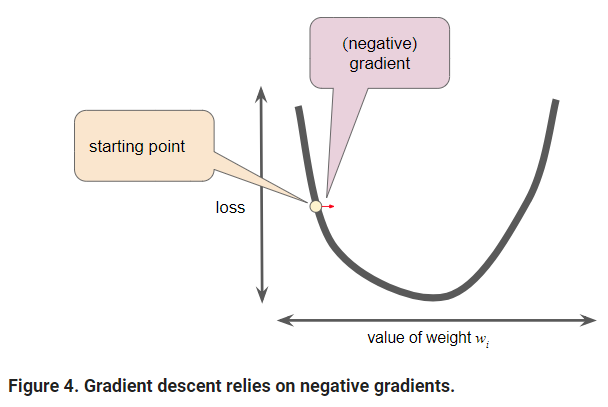 (negative)
gradient
starting point
loss
value of weight wᵢ
Figure 4. Gradient descent relies on negative gradients.